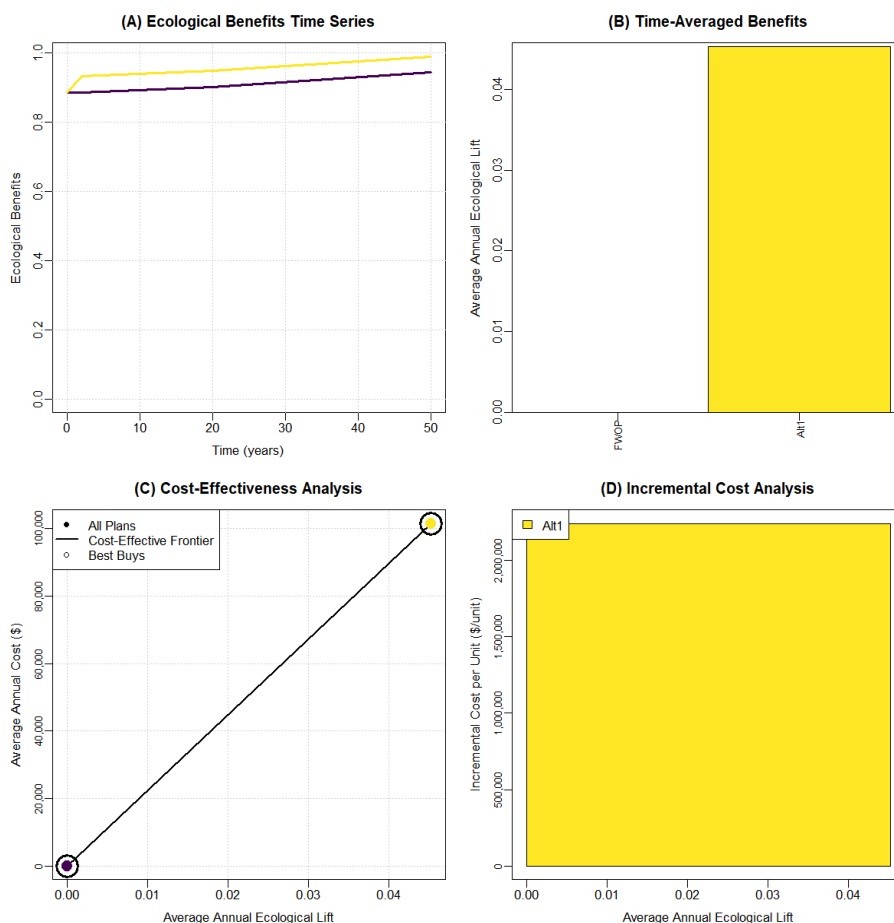 (A) Ecological Benefits Time Series
Ecological Benefits
0.0
0.2
0.4
0.6
0.8
1.0
0
10
20
30
40
50
Time (years)
(B) Time-Averaged Benefits
Average Annual Ecological Lift
0.00
0.01
0.02
0.03
0.04
FWOP
Alt1
(C) Cost-Effectiveness Analysis
All Plans
Cost-Effective Frontier
Best Buys
Average Annual Cost ($)
0
20,000
40,000
60,000
80,000
100,000
0.00
0.01
0.02
0.03
0.04
Average Annual Ecological Lift
(D) Incremental Cost Analysis
Alt1
Incremental Cost per Unit ($/unit)
0
500,000
1,000,000
1,500,000
2,000,000
0.00
0.01
0.02
0.03
0.04
Average Annual Ecological Lift